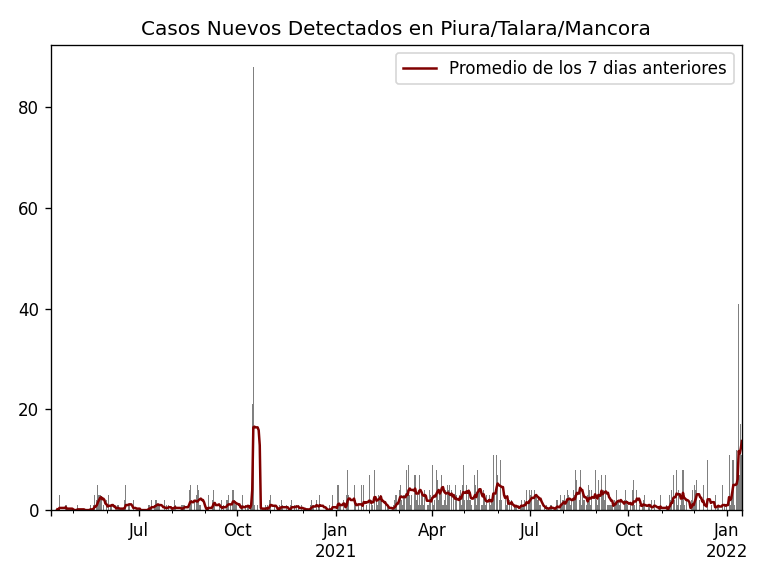 Casos Nuevos Detectados en Piura/Talara/Mancora
Promedio de los 7 dias anteriores
80
60
40
20
0
Jul
Oct
Jan
2021
Apr
Jul
Oct
Jan
2022